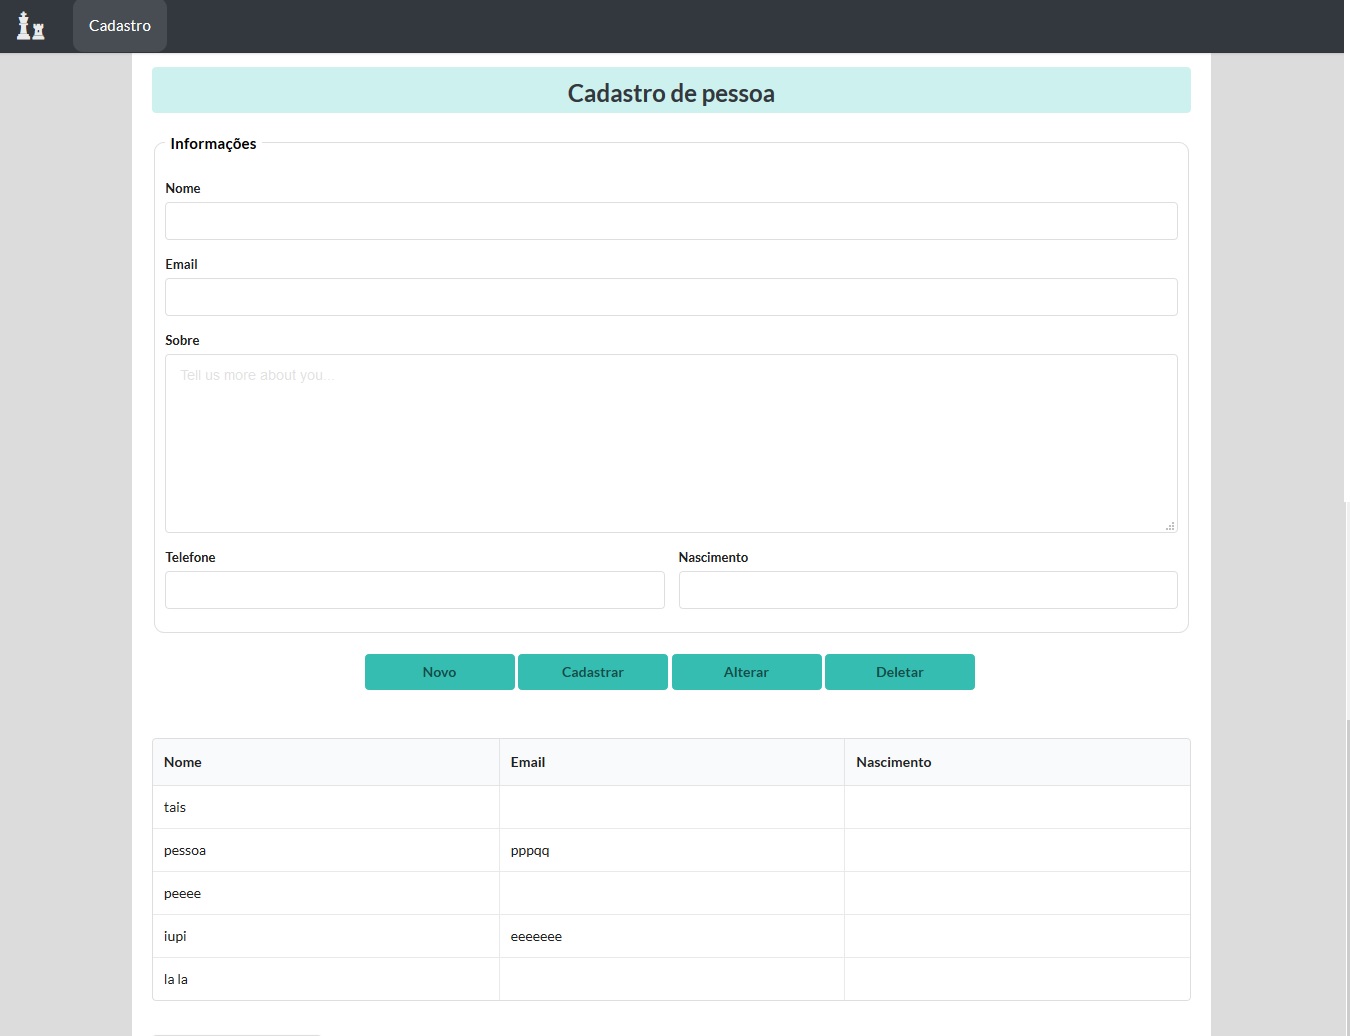 Cadastro
Cadastro de pessoa
Informações
Nome
Email
Sobre
Tell us more about you...
Telefone Nascimento
Novo Cadastrar Alterar Deletar
Nome Email Nascimento
tais
pessoa pppqq
peeee
iupi eeeeeee
la la